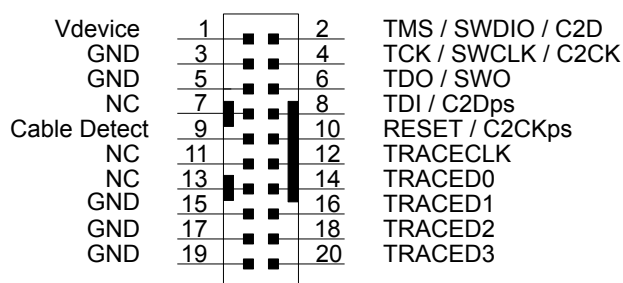 Vdevice 1 2 TMS / SWDIO / C2D
GND 3 4 TCK / SWCLK / C2CK
GND 5 6 TDO / SWO
NC 7 8 TDI / C2Dps
Cable Detect 9 10 RESET / C2CKps
NC 11 12 TRACECLK
NC 13 14 TRACED0
GND 15 16 TRACED1
GND 17 18 TRACED2
GND 19 20 TRACED3